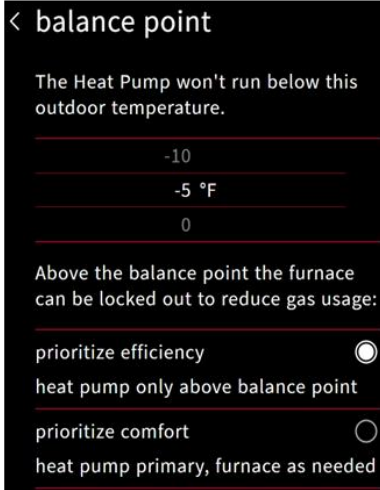 < balance point
The Heat Pump won't run below this
outdoor temperature.
-10
-5 °F
0
Above the balance point the furnace
can be locked out to reduce gas usage:
prioritize efficiency
heat pump only above balance point
prioritize comfort
heat pump primary, furnace as needed